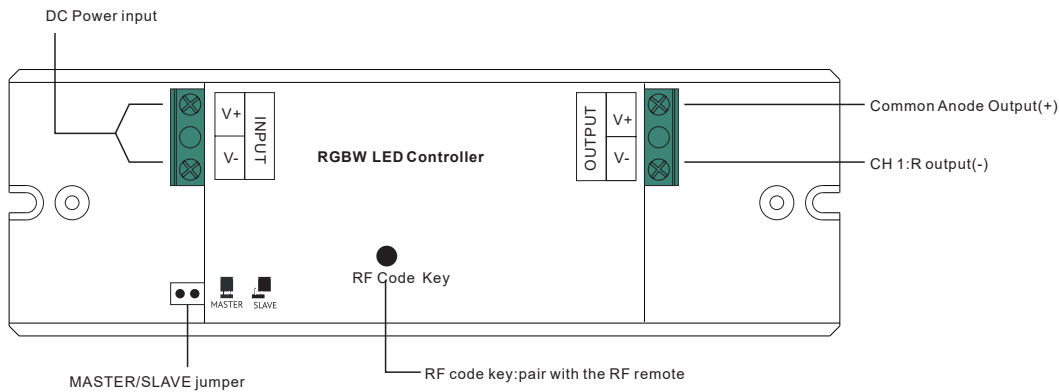 DC Power input
V+
V-
INPUT
RGBW LED Controller
OUTPUT
V+
V-
Common Anode Output(+)
CH 1:R output(-)
RF Code Key
MASTER
SLAVE
MASTER/SLAVE jumper
RF code key:pair with the RF remote